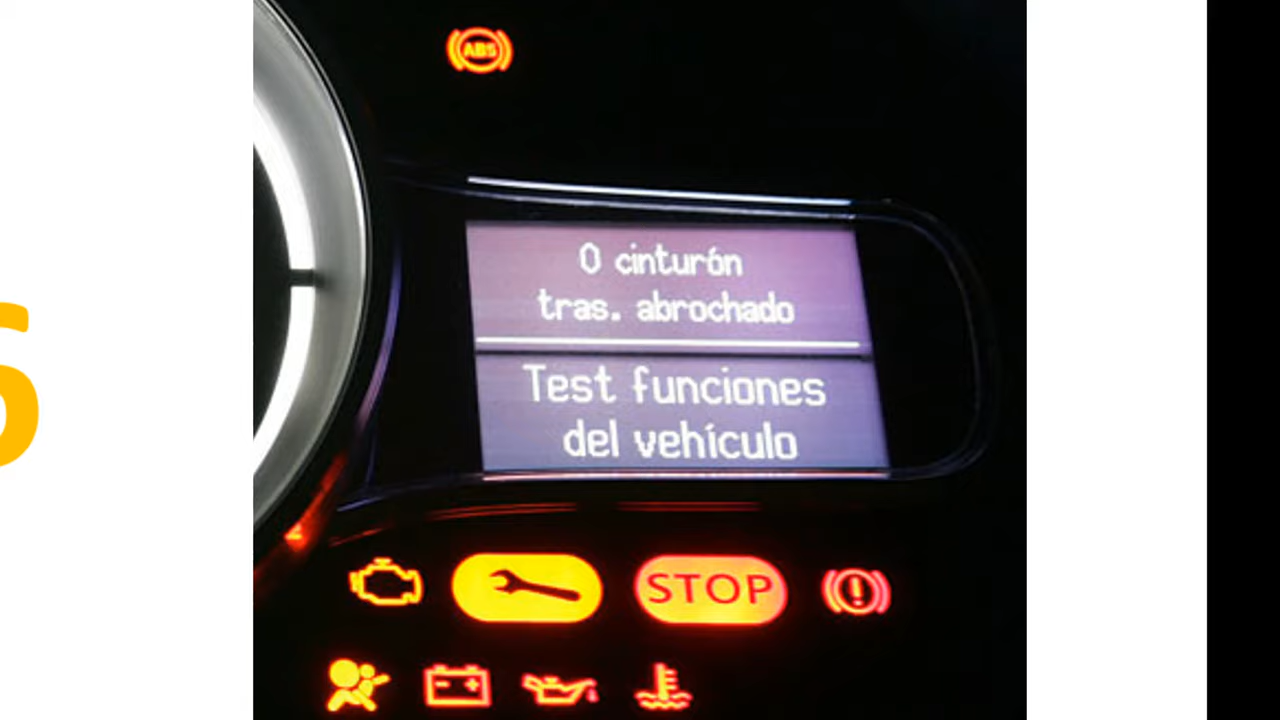 ABS
0 cinturón
tras. abrochado
Test funciones
del vehículo
STOP